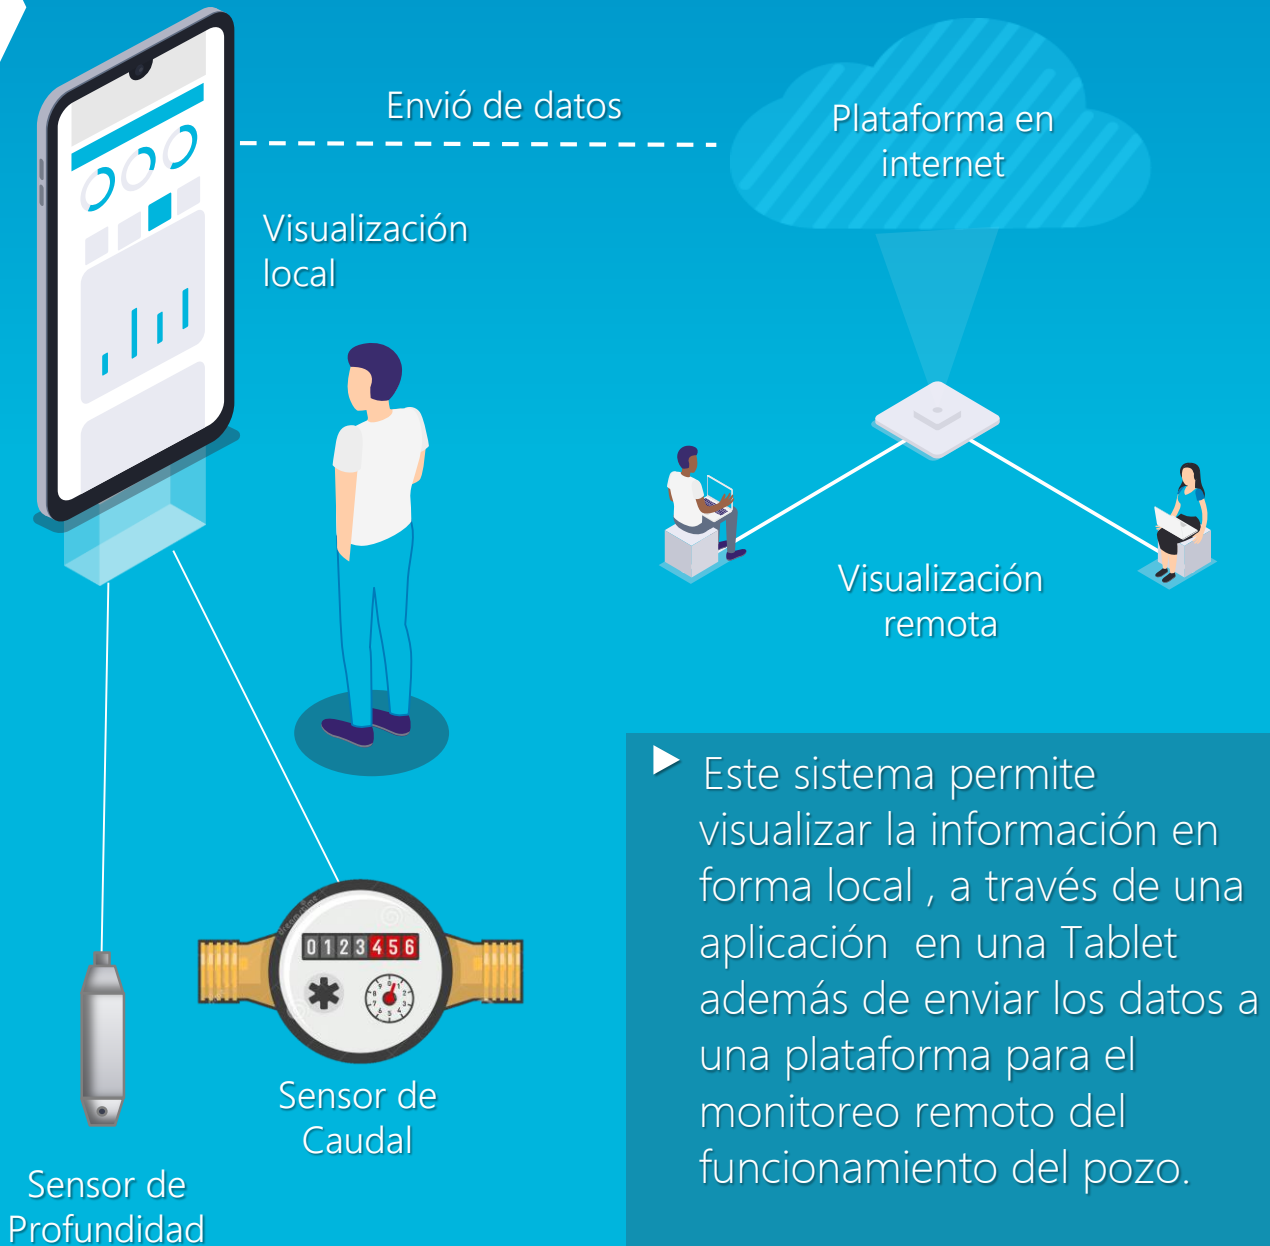 Envió de datos
Plataforma en
internet
Visualización
local
Visualización
remota
Este sistema permite
visualizar la información en
forma local , a través de una
aplicación  en una Tablet
además de enviar los datos a
una plataforma para el
monitoreo remoto del
funcionamiento del pozo.
0123456
Sensor de
Caudal
Sensor de
Profundidad